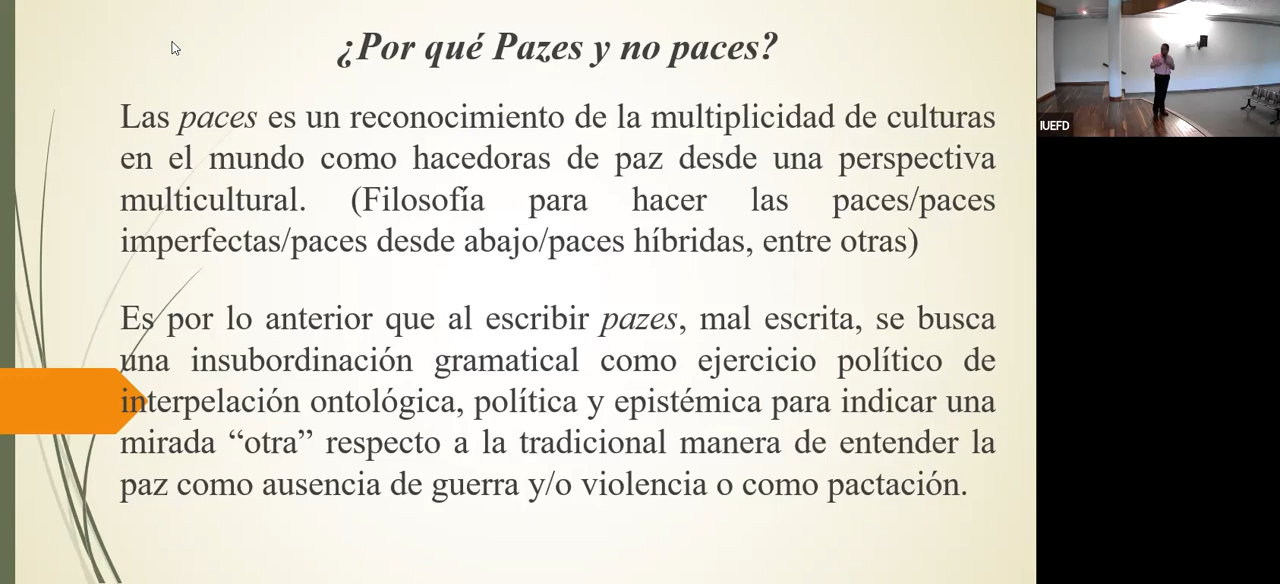 ¿Por qué Pazes y no paces?
Las paces es un reconocimiento de la multiplicidad de culturas
en el mundo como hacedoras de paz desde una perspectiva
multicultural. (Filosofía para hacer las paces/paces
imperfectas/paces desde abajo/paces híbridas, entre otras)
Es por lo anterior que al escribir pazes, mal escrita, se busca
una insubordinación gramatical como ejercicio político de
interpelación ontológica, política y epistémica para indicar una
mirada “otra” respecto a la tradicional manera de entender la
paz como ausencia de guerra y/o violencia o como pactación.
IUEFD